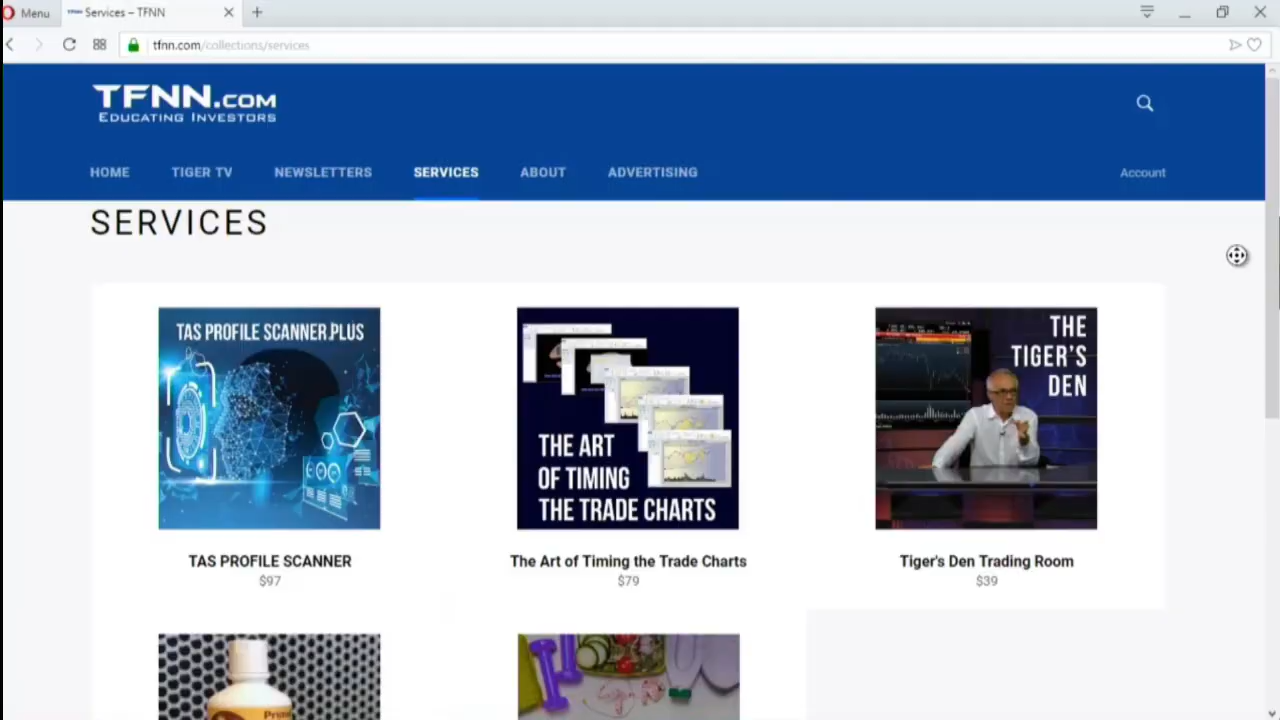 Menu
Services – TFNN
tfnn.com/collections/services
TFNN.COM
EDUCATING INVESTORS
HOME
TIGER TV
NEWSLETTERS
SERVICES
ABOUT
ADVERTISING
Account
SERVICES
TAS PROFILE SCANNER PLUS
THE ART
OF TIMING
THE TRADE CHARTS
THE
TIGER'S
DEN
TAS PROFILE SCANNER
$97
The Art of Timing the Trade Charts
$79
Tiger's Den Trading Room
$39